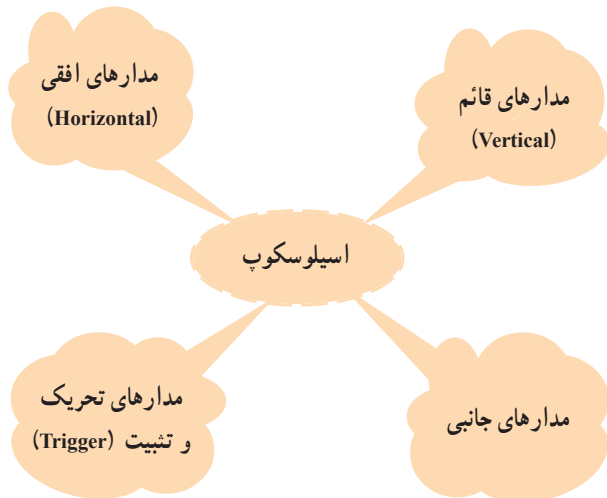 مدارهای قائم
(Vertical)
مدارهای افقی
(Horizontal)
اسیلوسکوپ
مدارهای جانبی
مدارهای تحریک
و تثبیت (Trigger)